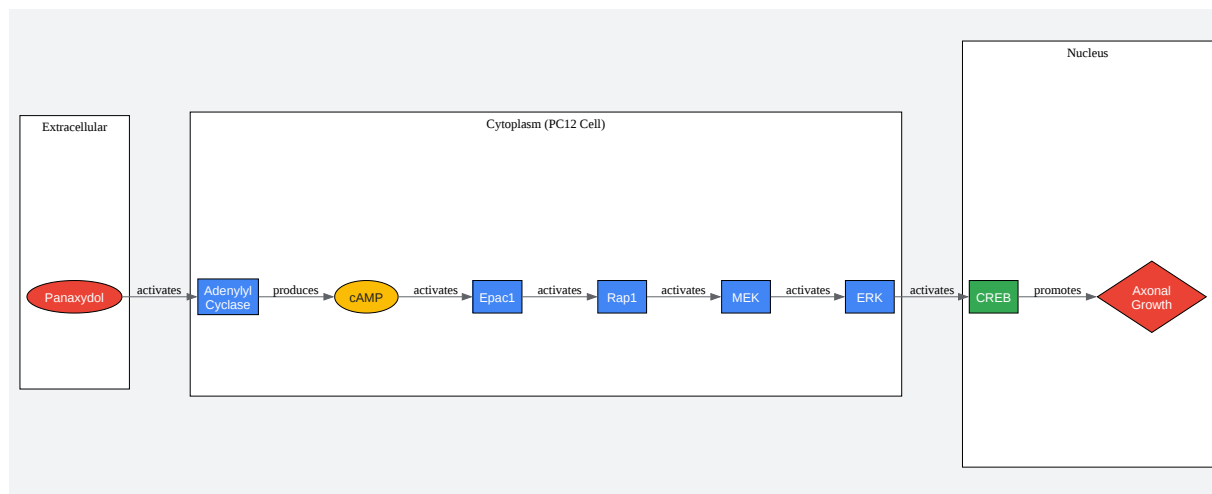 Nucleus
Extracellular
Cytoplasm (PC12 Cell)
Panaxydol
activates
Adenylyl
Cyclase
produces
cAMP
activates
Epac1
activates
Rap1
activates
MEK
activates
ERK
activates
CREB
promotes
Axonal
Growth